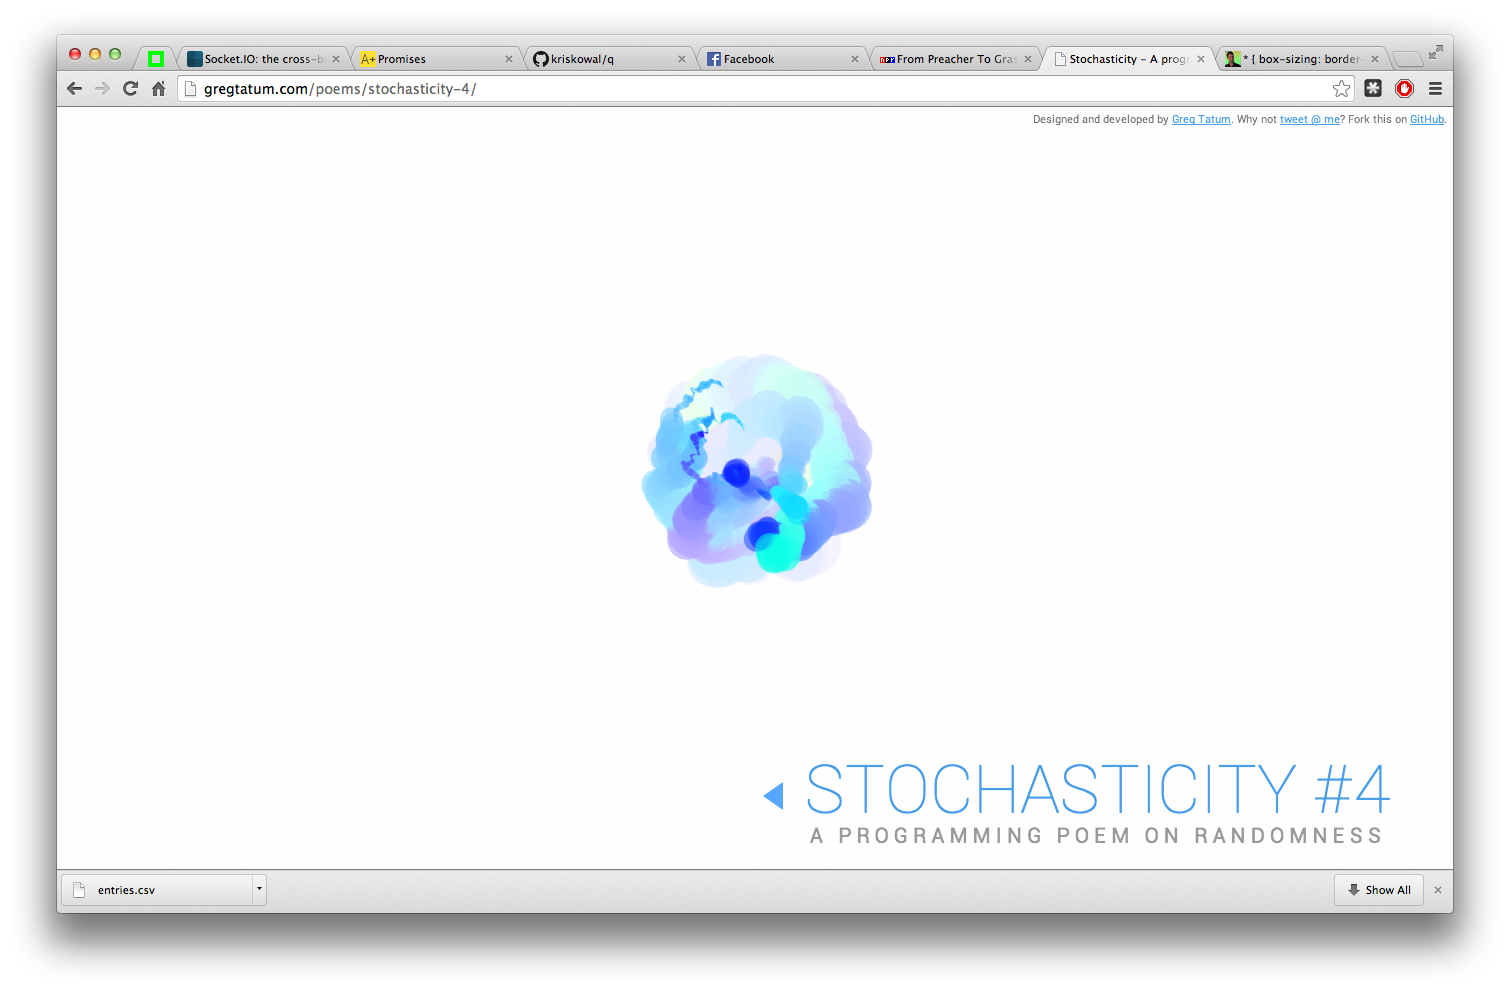 Socket.IO: the cross-b
A+ Promises
kriskowal/q
Facebook
npr From Preacher To Gras
Stochasticity - A progr
* { box-sizing: border-
gregtatum.com/poems/stochasticity-4/
Designed and developed by Greg Tatum. Why not tweet @ me? Fork this on GitHub.
STOCHASTICITY #4
A PROGRAMMING POEM ON RANDOMNESS
entries.csv
Show All